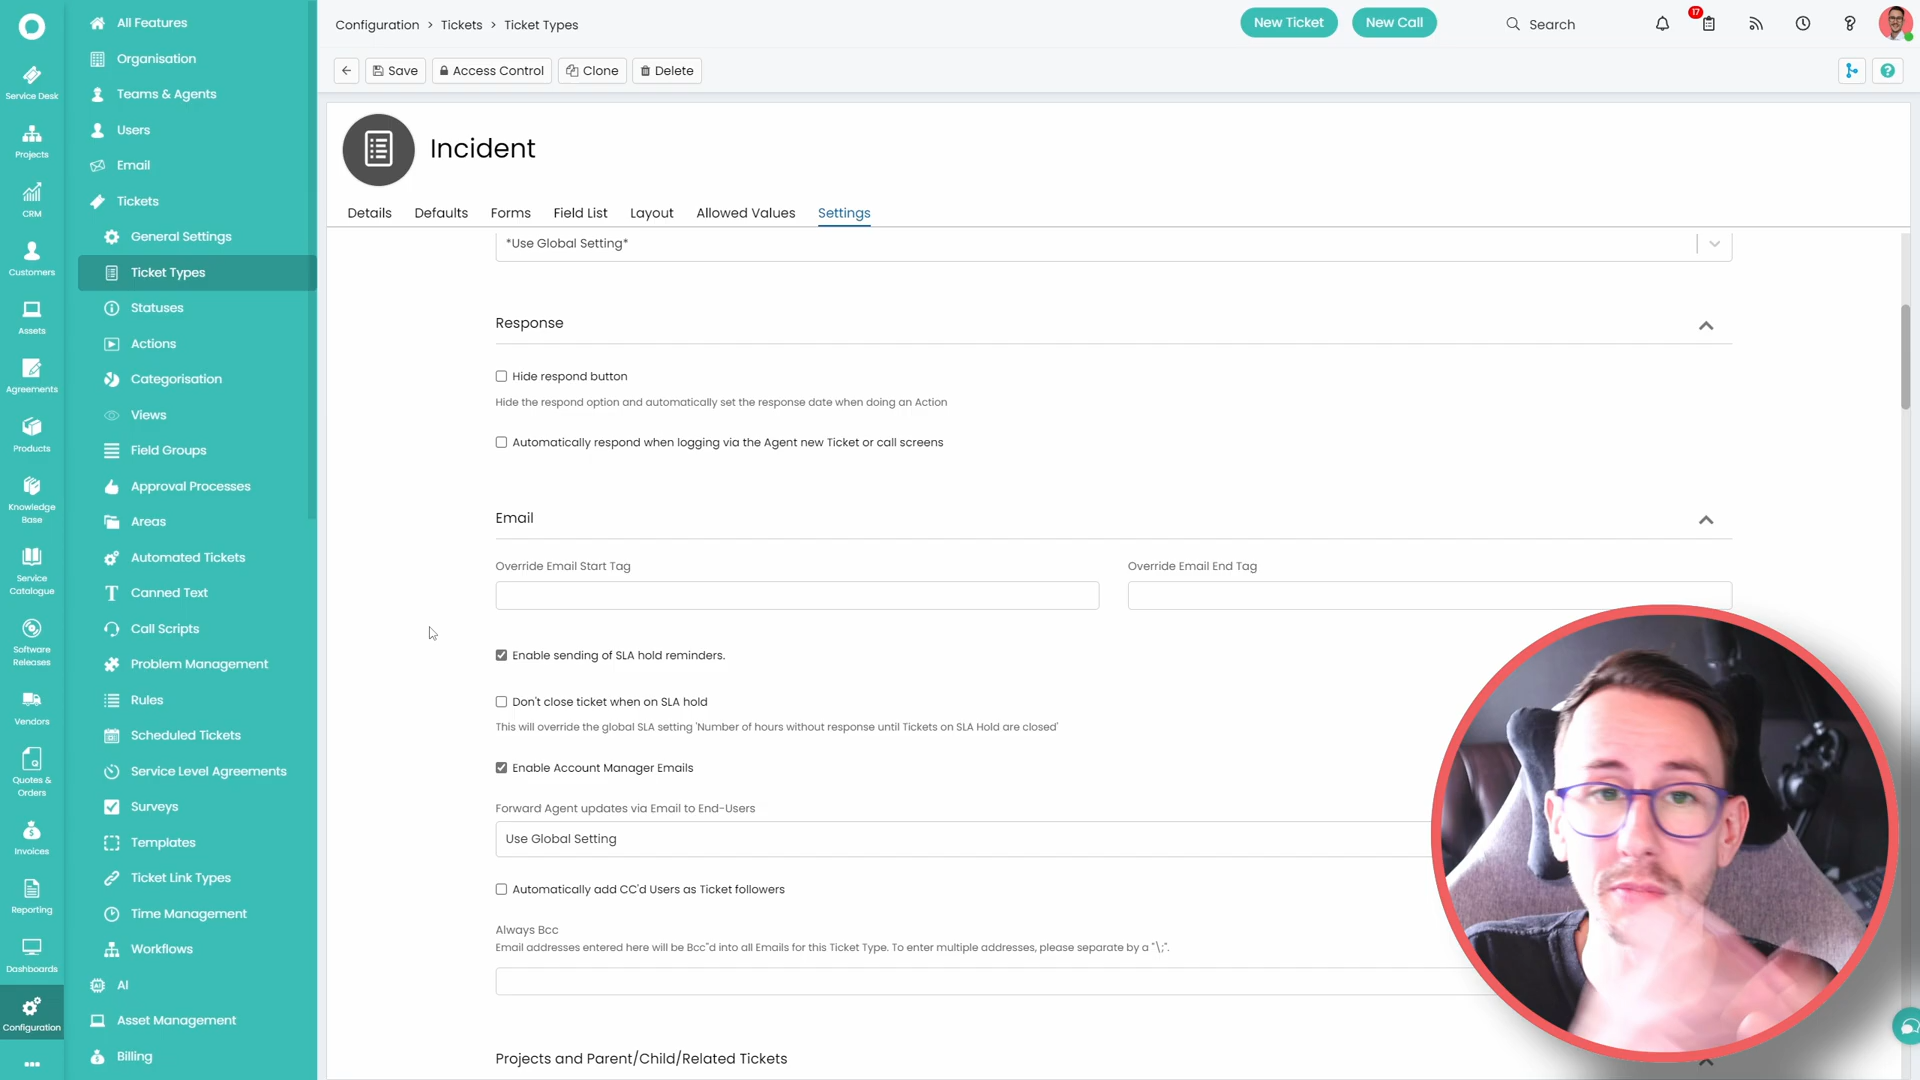 All Features
Organisation
Teams & Agents
Users
Email
Tickets
General Settings
Ticket Types
Statuses
Actions
Categorisation
Views
Field Groups
Approval Processes
Areas
Automated Tickets
Canned Text
Call Scripts
Problem Management
Rules
Scheduled Tickets
Service Level Agreements
Surveys
Templates
Ticket Link Types
Time Management
Workflows
AI
Asset Management
Billing
Service Desk
Projects
CRM
Customers
Assets
Agreements
Products
Knowledge
Base
Service
Catalogue
Software
Releases
Vendors
Quotes &
Orders
Invoices
Reporting
Dashboards
Configuration
Configuration > Tickets > Ticket Types
New Ticket
New Call
Search
17
Save
Access Control
Clone
Delete
Incident
Details
Defaults
Forms
Field List
Layout
Allowed Values
Settings
*Use Global Setting*
Response
Hide respond button
Hide the respond option and automatically set the response date when doing an Action
Automatically respond when logging via the Agent new Ticket or call screens
Email
Override Email Start Tag
Override Email End Tag
Enable sending of SLA hold reminders.
Don't close ticket when on SLA hold
This will override the global SLA setting 'Number of hours without response until Tickets on SLA Hold are closed'
Enable Account Manager Emails
Forward Agent updates via Email to End-Users
Use Global Setting
Automatically add CC'd Users as Ticket followers
Always Bcc
Email addresses entered here will be Bcc"d into all Emails for this Ticket Type. To enter multiple addresses, please separate by a "\;".
Projects and Parent/Child/Related Tickets